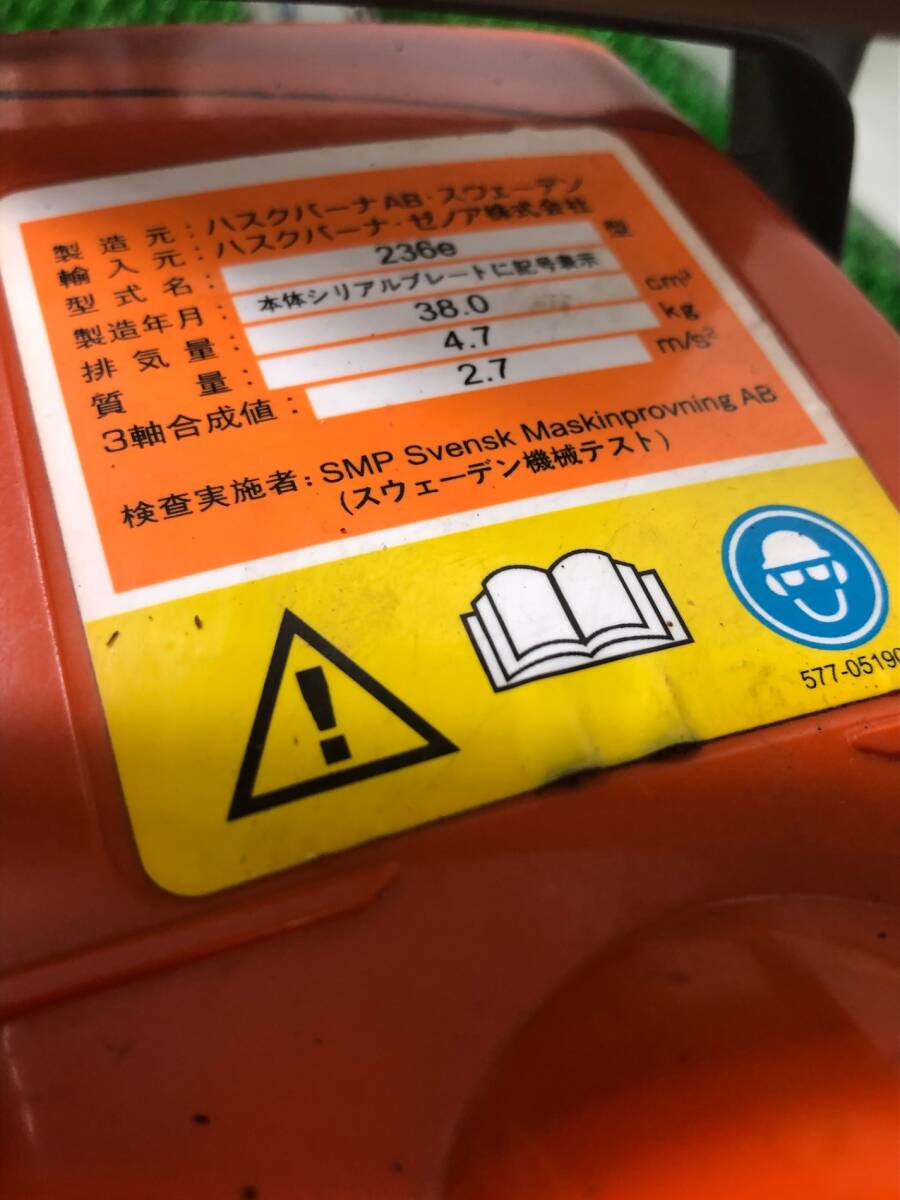 製造元：ハスクバーナAB・スウェーデン
輸入元：ハスクバーナ・ゼノア株式会社
型式名：236e 型
製造年月：本体シリアルプレートに記号表示
排気量：38.0 cm³
質量：4.7 kg
3軸合成値：2.7 m/s²
検査実施者：SMP Svensk Maskinprovning AB
(スウェーデン機械テスト)
577-05190